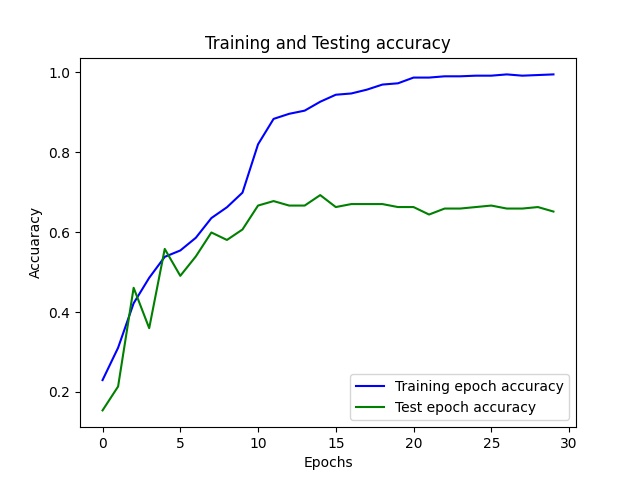 Training and Testing accuracy
1.0
0.8
0.6
0.4
0.2
Accuaracy
0 5 10 15 20 25 30
Epochs
Training epoch accuracy
Test epoch accuracy